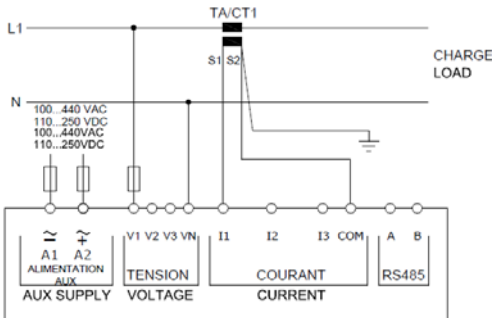 TA/CT1
L1
S1 S2
CHARGE
LOAD
N
100...440 VAC
110...250 VDC
100...440VAC
110...250VDC
V1 V2 V3 VN I1 I2 I3 COM A B
A1 A2
ALIMENTATION
AUX
AUX SUPPLY
TENSION
VOLTAGE
COURANT
CURRENT
RS485